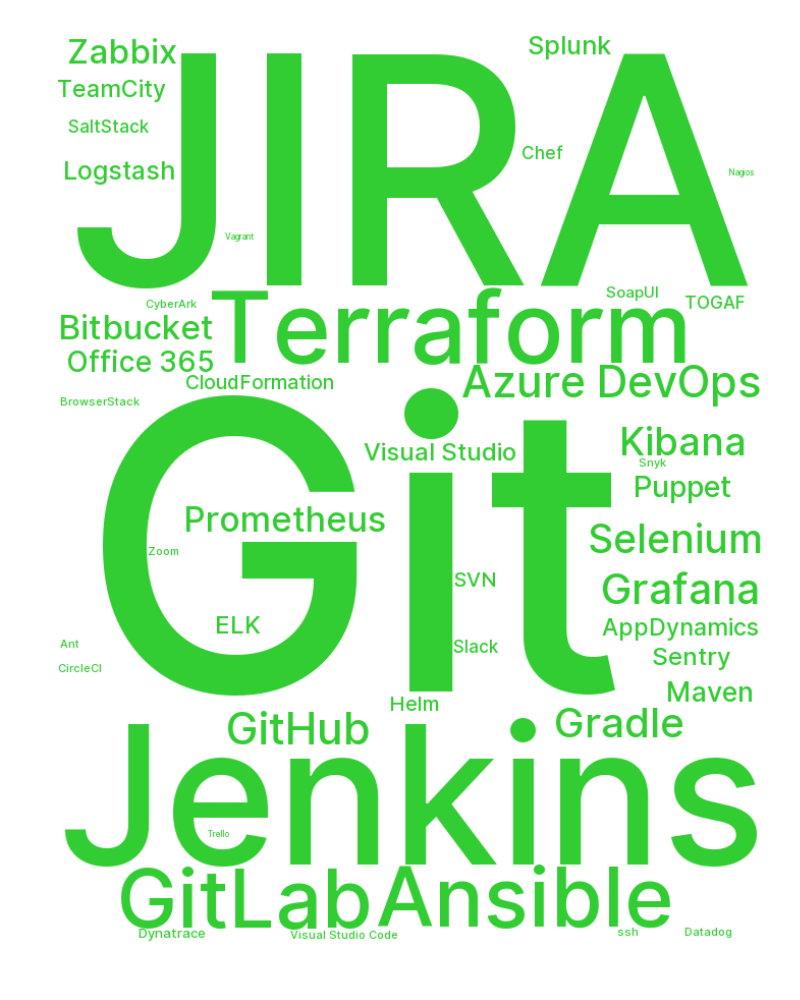 Zabbix
Splunk
JIRA
TeamCity
SaltStack
Chef
Logstash
Nagios
Vagrant
SoapUI
CyberArk
TOGAF
Terraform
Bitbucket
Office 365
CloudFormation
Azure DevOps
BrowserStack
Git
Visual Studio
Kibana
Snyk
Puppet
Prometheus
Selenium
Zoom
SVN
Grafana
ELK
AppDynamics
Ant
Slack
Sentry
CircleCI
Maven
Helm
GitHub
Gradle
Jenkins
Trello
GitLab
Ansible
Dynatrace
Visual Studio Code
ssh
Datadog